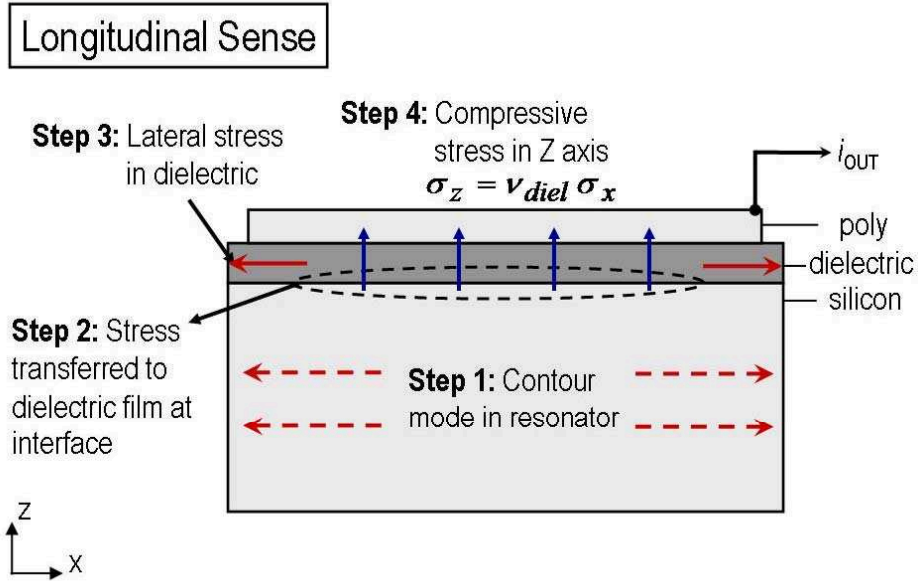 Longitudinal Sense
Step 3: Lateral stress
in dielectric
Step 4: Compressive
stress in Z axis
σz = νdiel σx
iOUT
poly
dielectric
silicon
Step 2: Stress
transferred to
dielectric film at
interface
Step 1: Contour
mode in resonator
Z
X